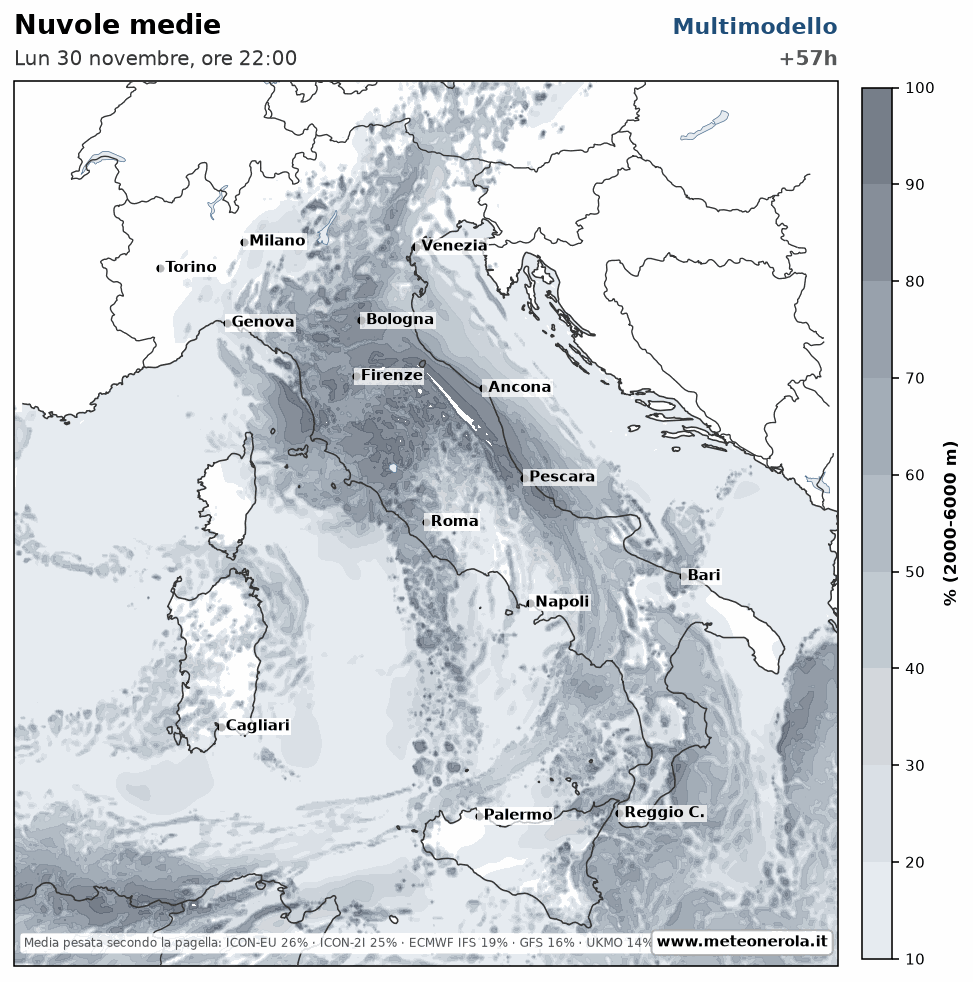 Nuvole medie
Multimodello
Lun 30 novembre, ore 22:00
+57h
100
90
80
70
60
50
40
30
20
10
% (2000-6000 m)
Milano
Venezia
Torino
Genova
Bologna
Firenze
Ancona
Pescara
Roma
Bari
Napoli
Cagliari
Palermo
Reggio C.
Media pesata secondo la pagella: ICON-EU 26% · ICON-2I 25% · ECMWF IFS 19% · GFS 16% · UKMO 14%
www.meteonerola.it